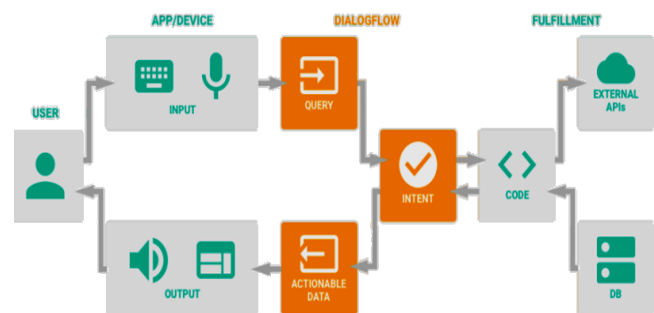 APP/DEVICE
DIALOGFLOW
FULFILLMENT
USER
INPUT
QUERY
EXTERNAL
APIs
INTENT
CODE
OUTPUT
ACTIONABLE
DATA
DB